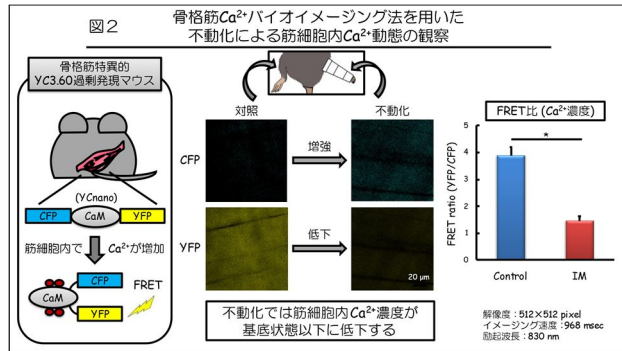 図2
骨格筋Ca2+バイオイメージング法を用いた
不動化による筋細胞内Ca2+動態の観察
骨格筋特異的
YC3.60過剰発現マウス
(YCnano)
CFP
CaM
YFP
筋細胞内で
Ca2+が増加
CaM
CFP
YFP
FRET
対照
不動化
CFP
増強
YFP
低下
20 μm
不動化では筋細胞内Ca2+濃度が
基底状態以下に低下する
FRET比 (Ca2+濃度)
FRET ratio (YFP/CFP)
5
4
3
2
1
0
*
Control
IM
解像度:512×512 pixel
イメージング速度:968 msec
励起波長:830 nm